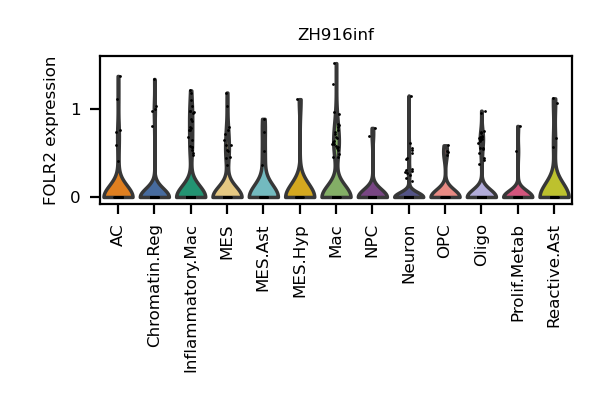 ZH916inf
FOLR2 expression
1
0
AC
Chromatin.Reg
Inflammatory.Mac
MES
MES.Ast
MES.Hyp
Mac
NPC
Neuron
OPC
Oligo
Prolif.Metab
Reactive.Ast